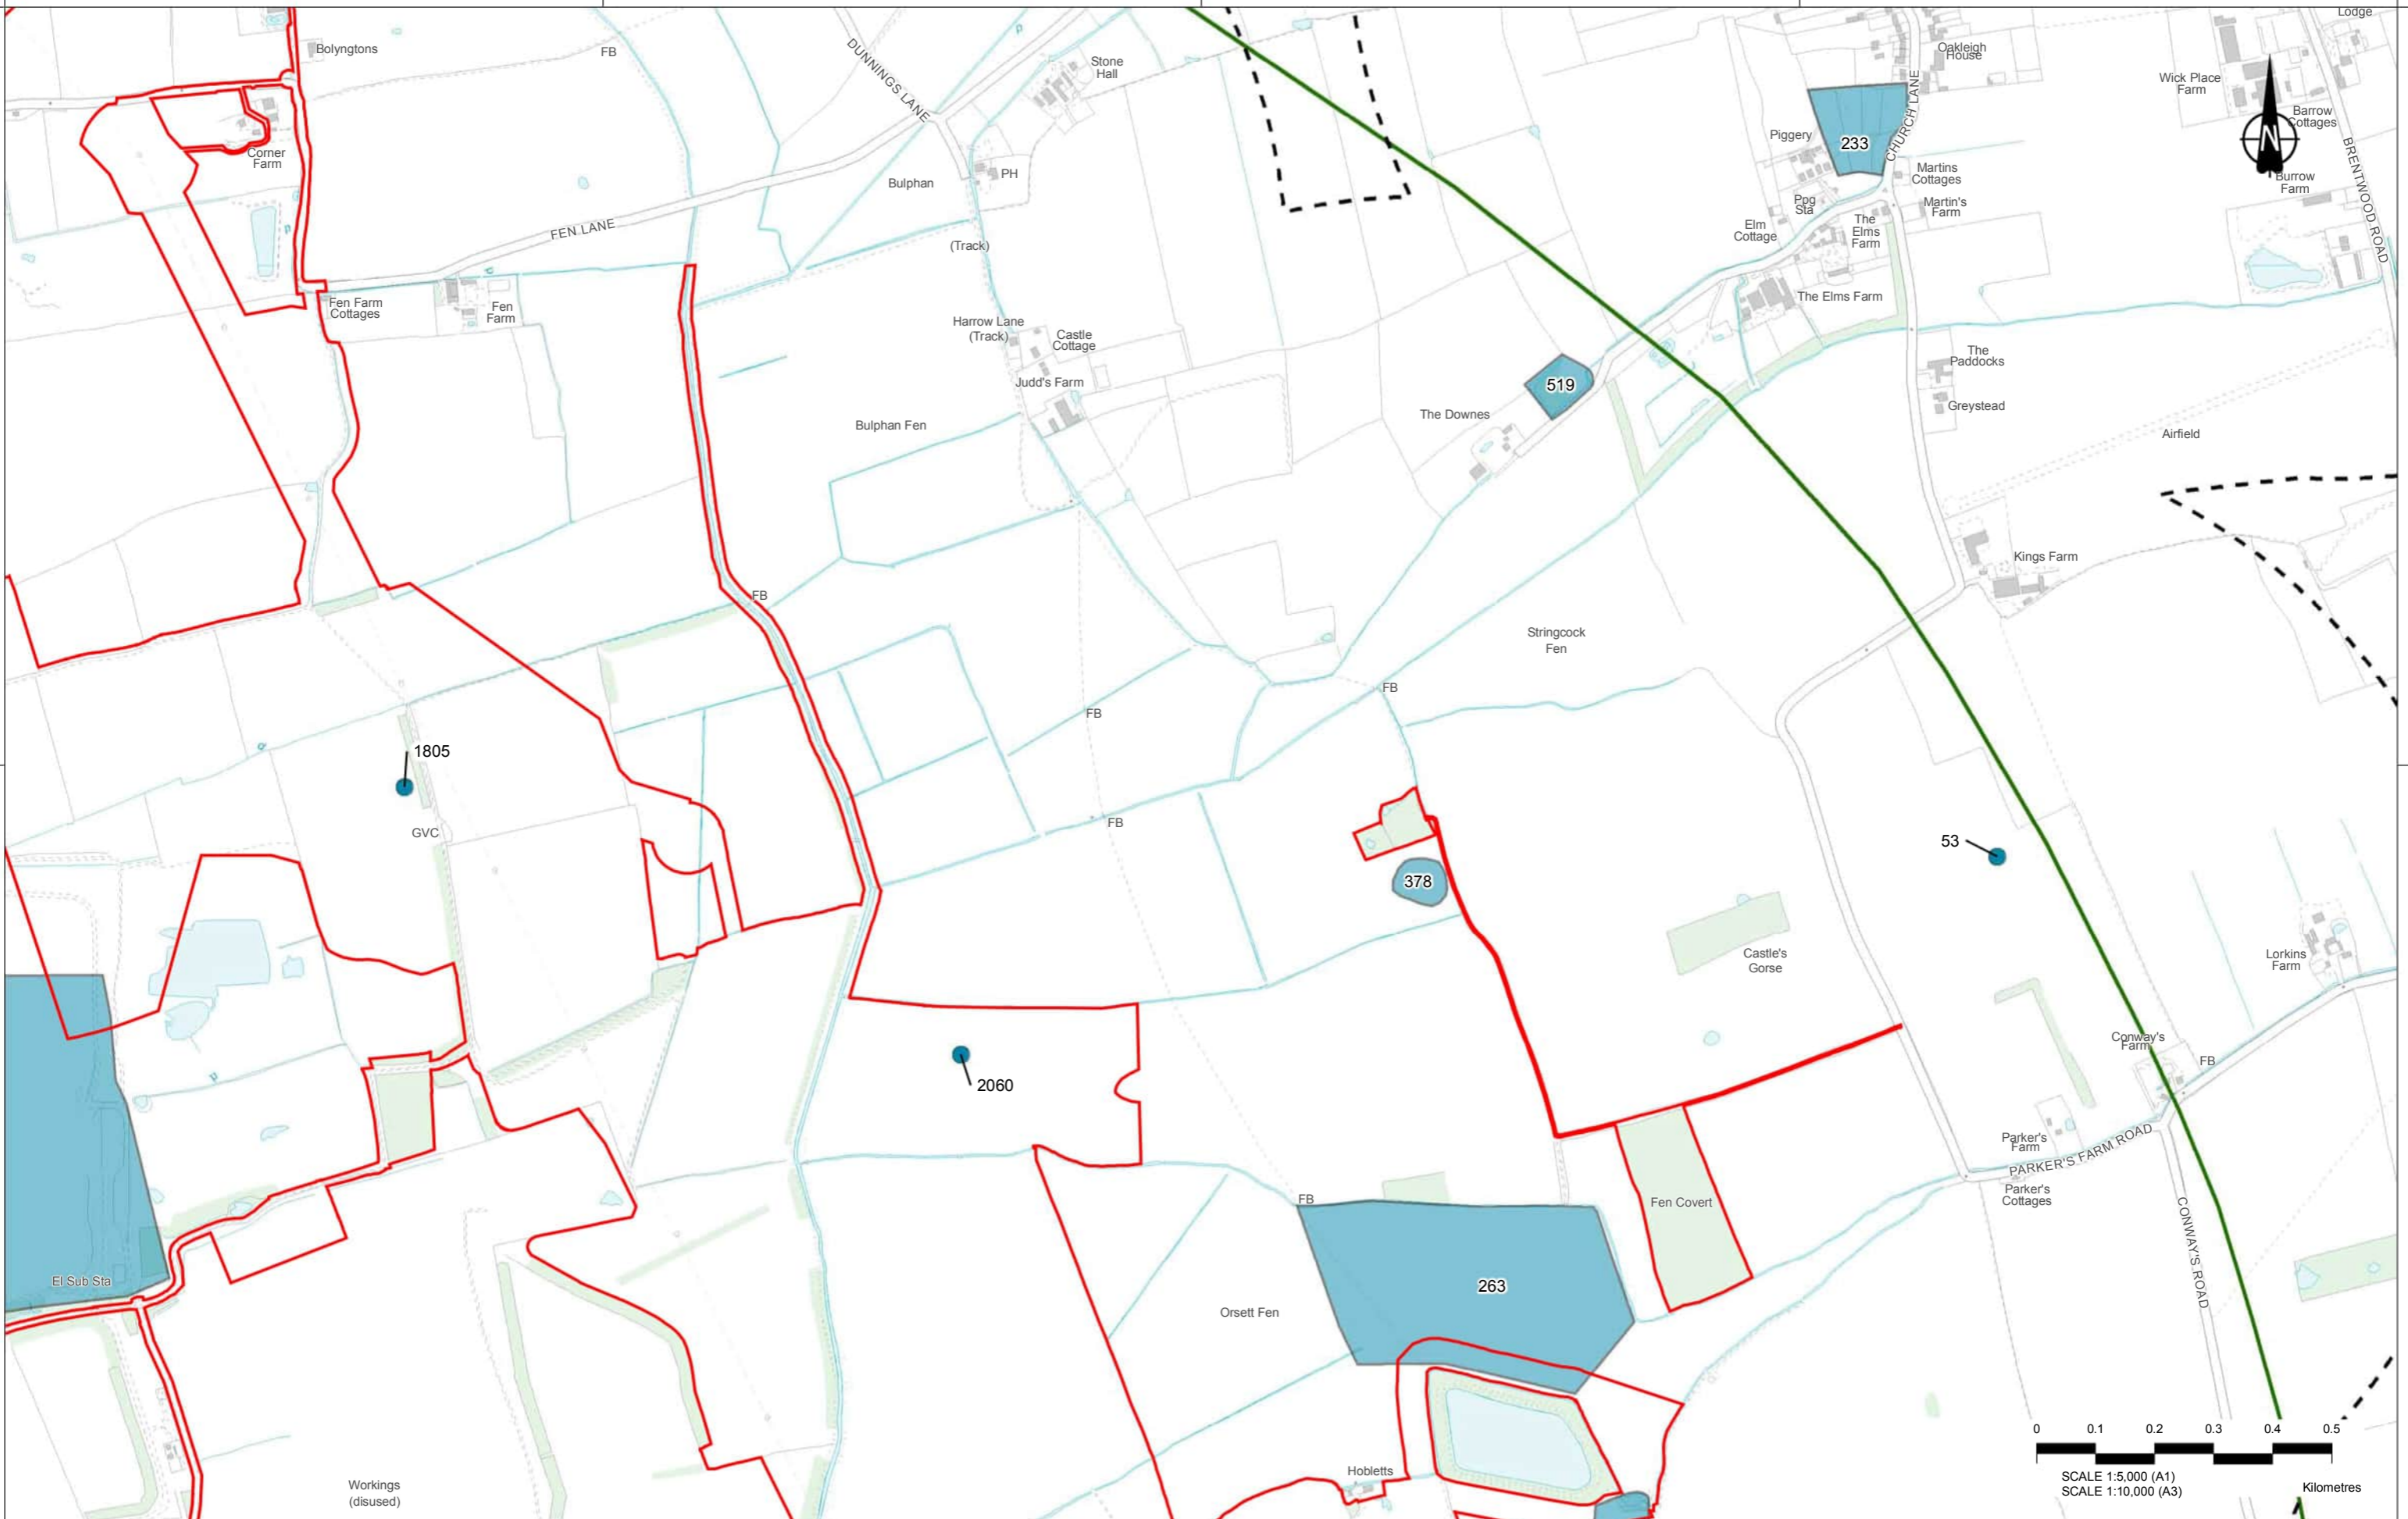 Lodge
Bolyngtons
FB
DUNNINGS LANE
Stone
Hall
Oakleigh
House
Wick Place
Farm
CHURCH LANE
Barrow
Cottages
N
Piggery
233
Corner
Farm
BRENTWOOD ROAD
Bulphan
PH
Martins
Cottages
Burrow
Farm
Ppg
Sta
Martin's
Farm
FEN LANE
Elm
Cottage
The
Elms
Farm
(Track)
Fen Farm
Cottages
Fen
Farm
The Elms Farm
Harrow Lane
(Track)
Castle
Cottage
The
Paddocks
Judd's Farm
519
Greystead
The Downes
Bulphan Fen
Airfield
Kings Farm
FB
Stringcock
Fen
FB
FB
1805
GVC
FB
53
378
Castle's
Gorse
Lorkins
Farm
Conway's
Farm
FB
2060
Parker's
Farm
PARKER'S FARM ROAD
Parker's
Cottages
FB
Fen Covert
CONWAY'S ROAD
El Sub Sta
263
Orsett Fen
0 0.1 0.2 0.3 0.4 0.5
Hobletts
SCALE 1:5,000 (A1)
SCALE 1:10,000 (A3)
Kilometres
Workings
(disused)